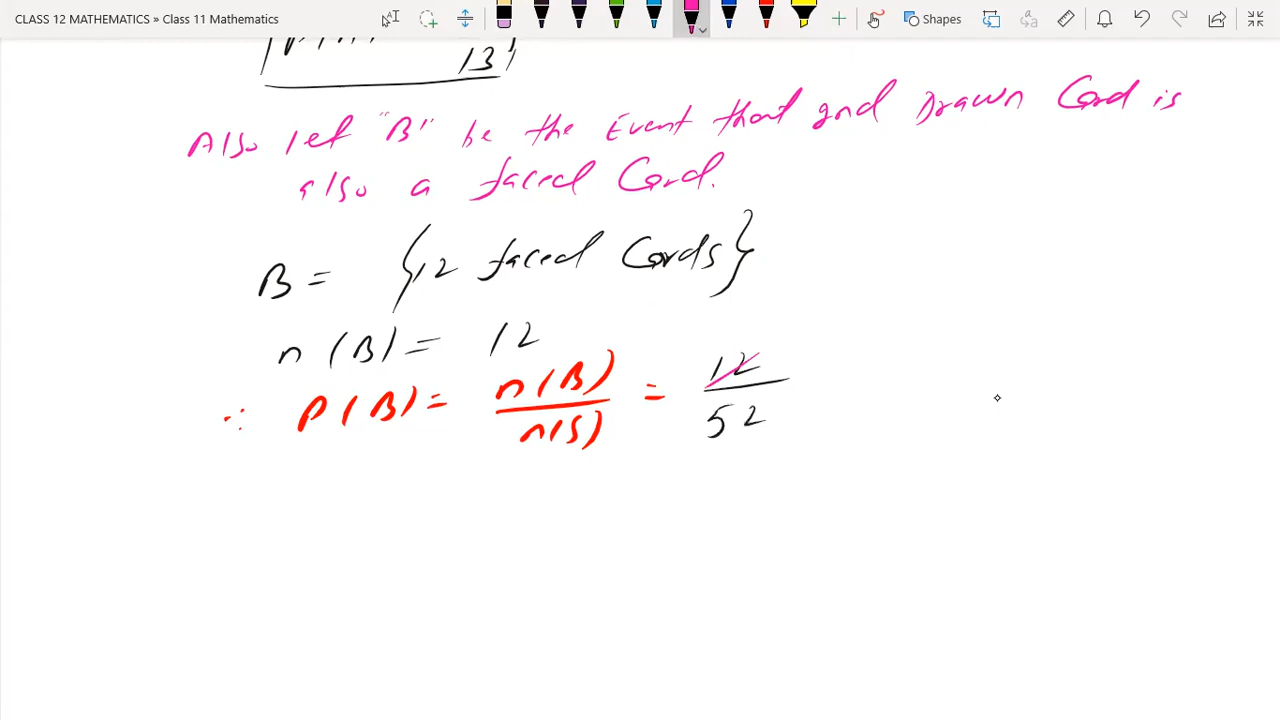 CLASS 12 MATHEMATICS » Class 11 Mathematics
Shapes
13
Also let "B" be the Event that 2nd Drawn Card is
also a faced Card.
B = {12 faced Cards}
n(B) = 12
∴ P(B) = n(B)/n(S) = 12/52